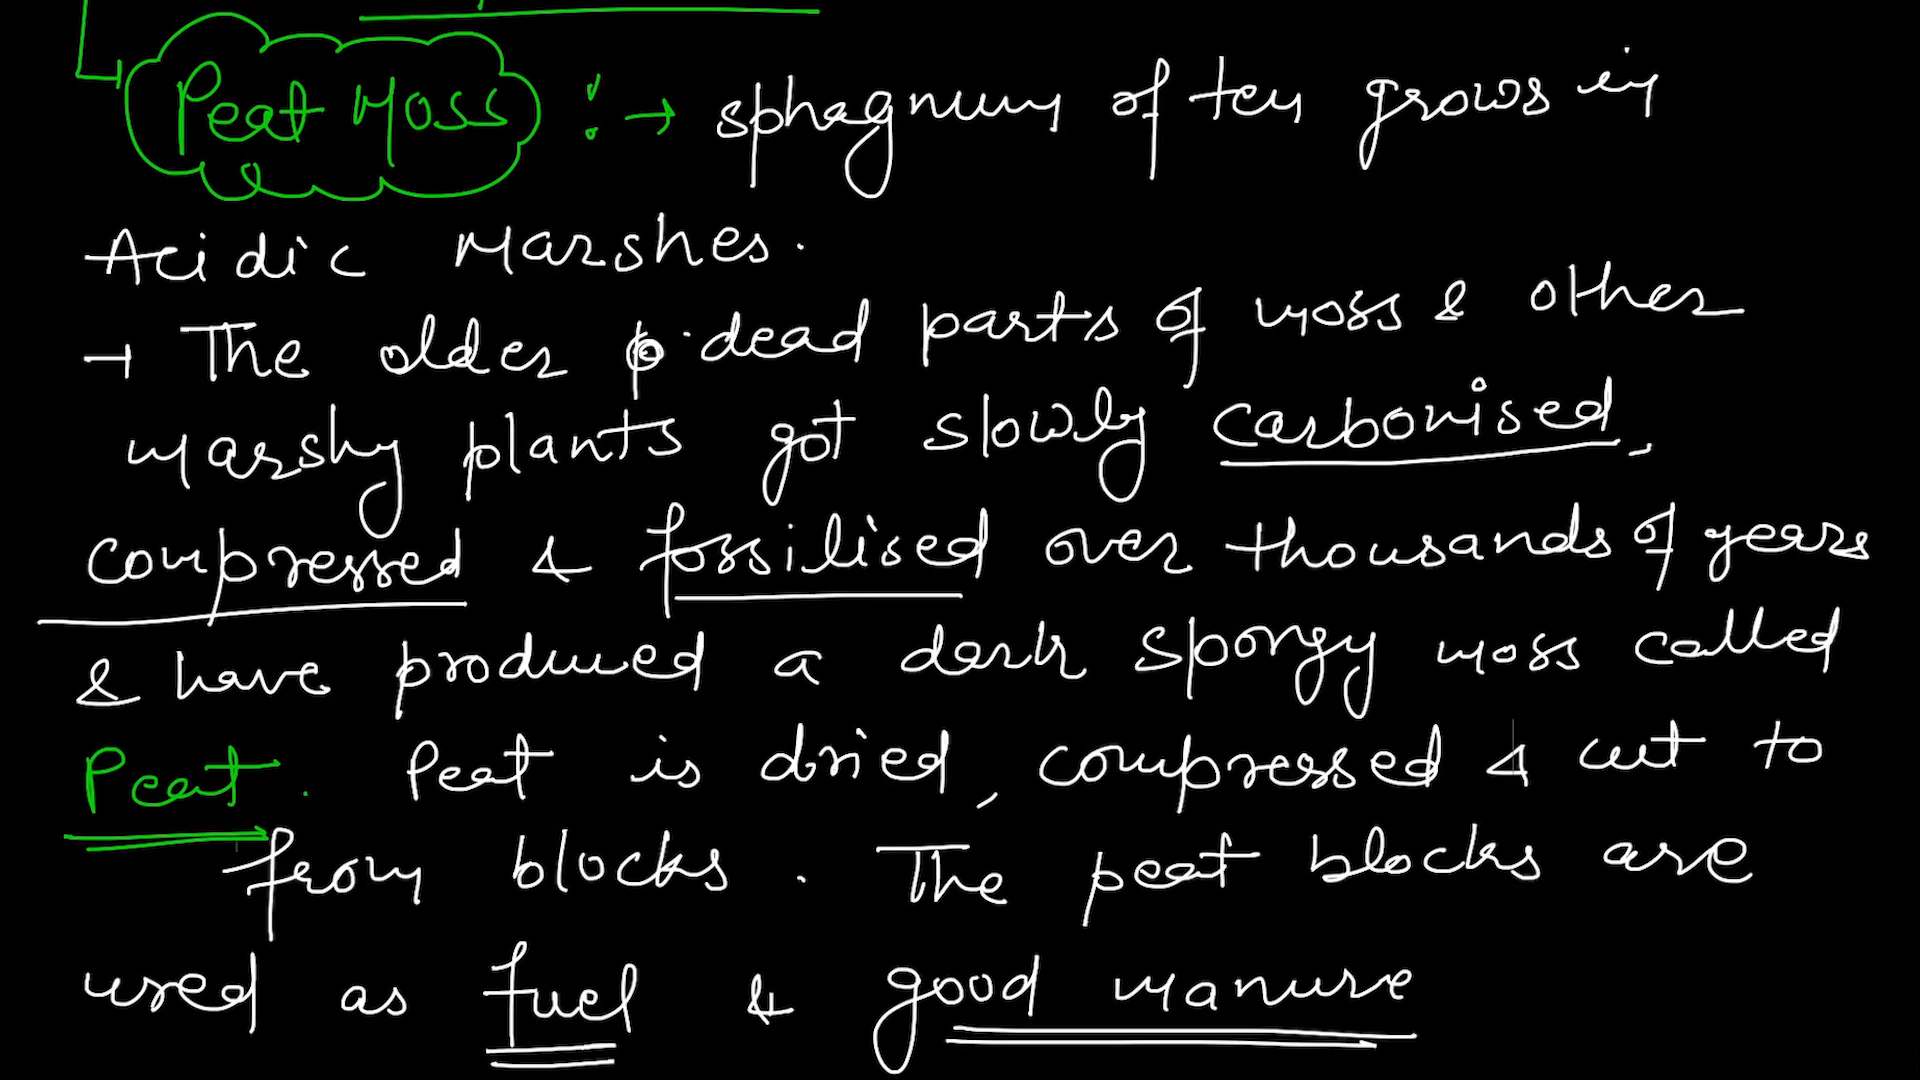 Peat Moss : → sphagnum often grows in
Acidic Marshes.
→ The older dead parts of moss & other
marshy plants got slowly carbonised,
compressed & fossilised over thousands of years
& have produced a dark spongy moss called
Peat. Peat is dried, compressed & cut to
from blocks. The peat blocks are
used as fuel & good manure